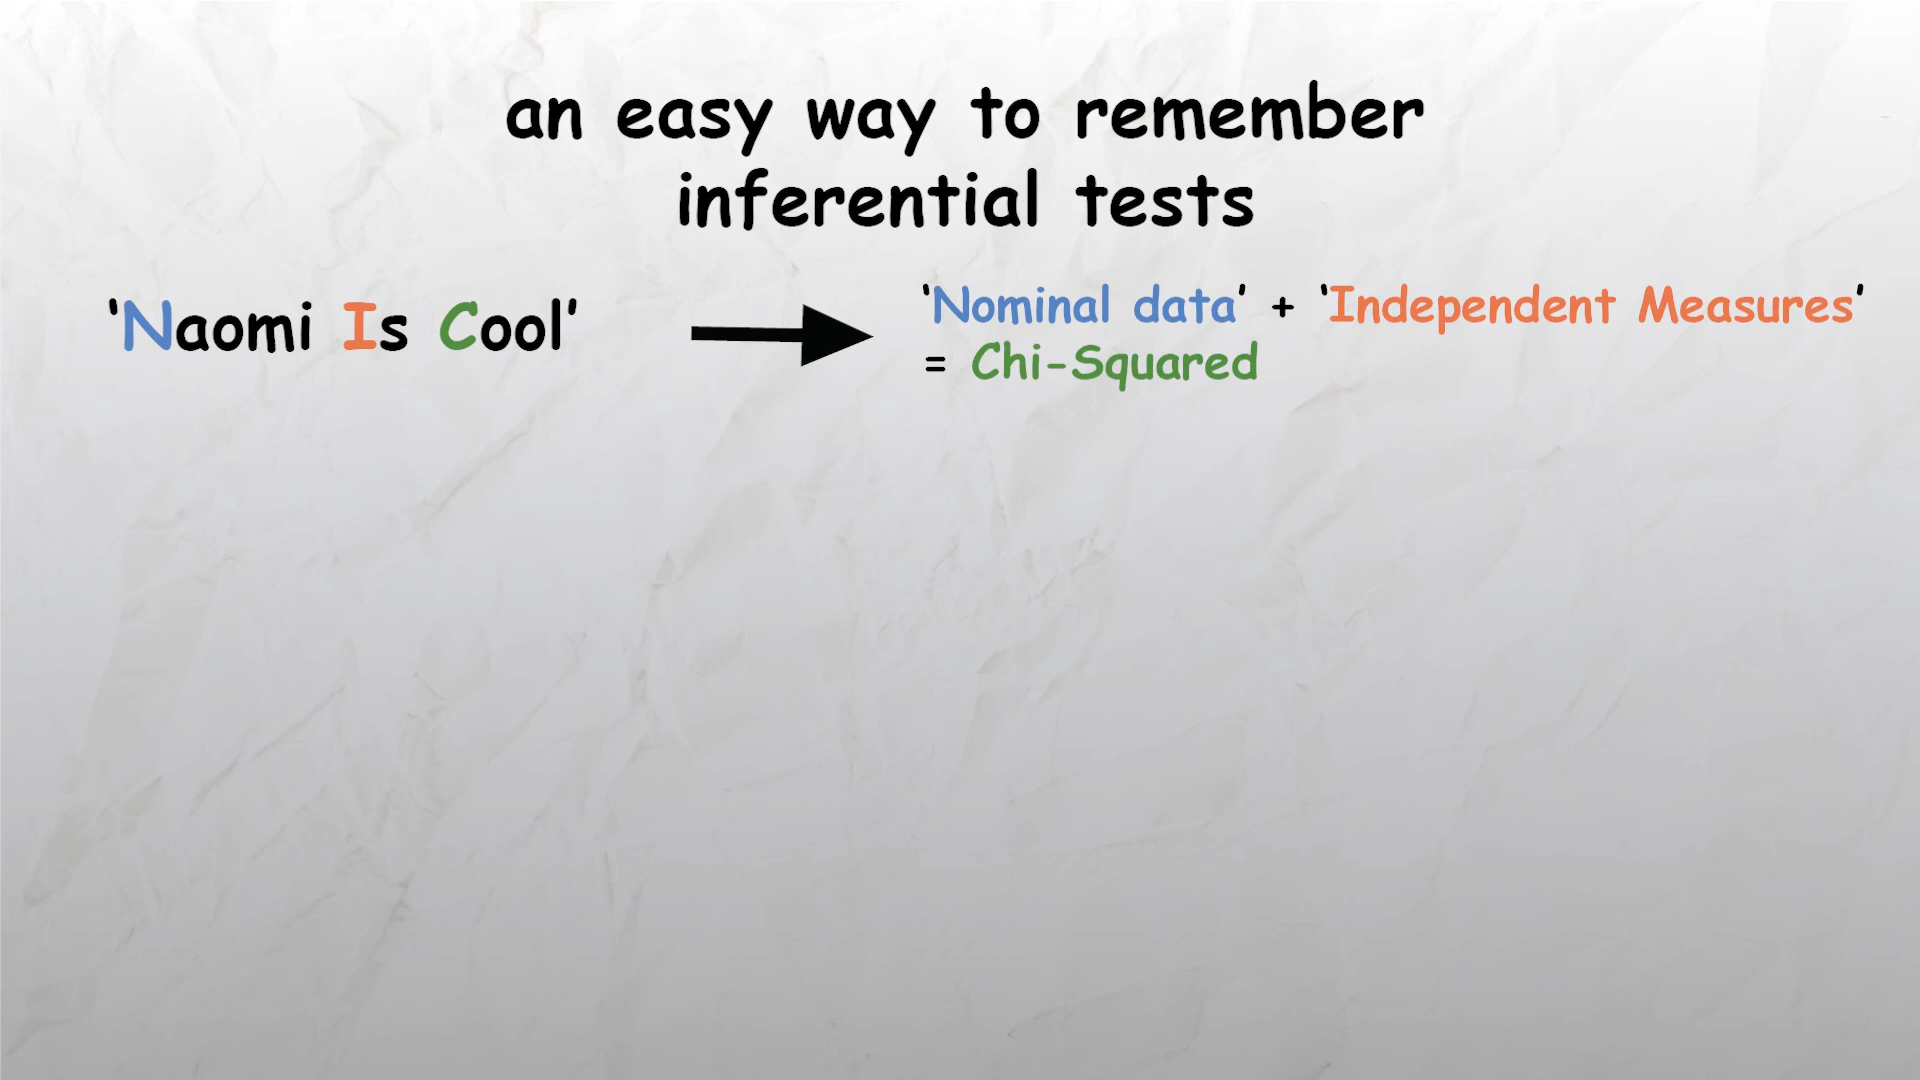 an easy way to remember
inferential tests
‘Naomi Is Cool’
‘Nominal data’ + ‘Independent Measures’
= Chi-Squared